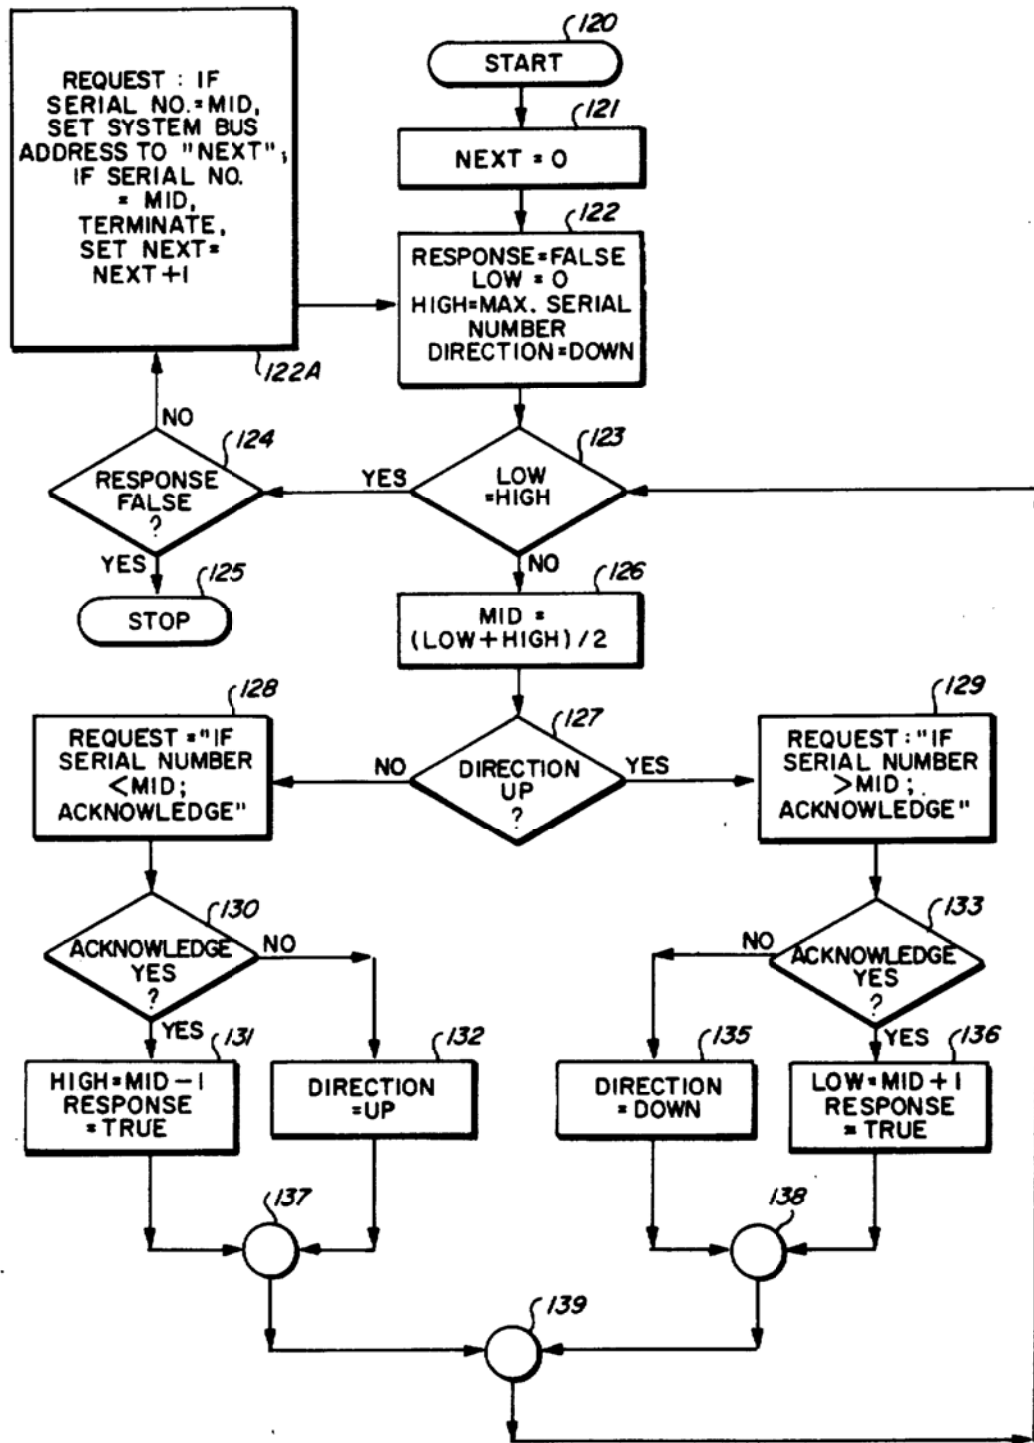 120
START
121
NEXT = 0
122
RESPONSE=FALSE
LOW = 0
HIGH=MAX. SERIAL
NUMBER
DIRECTION=DOWN
REQUEST : IF
SERIAL NO.=MID,
SET SYSTEM BUS
ADDRESS TO "NEXT";
IF SERIAL NO.
= MID,
TERMINATE,
SET NEXT=
NEXT+1
122A
NO
124
RESPONSE
FALSE
?
YES
125
STOP
YES
123
LOW
=HIGH
NO
126
MID =
(LOW+HIGH)/2
127
DIRECTION
UP
?
NO
YES
128
REQUEST ="IF
SERIAL NUMBER
<MID;
ACKNOWLEDGE"
129
REQUEST:"IF
SERIAL NUMBER
>MID;
ACKNOWLEDGE"
130
ACKNOWLEDGE
YES
?
NO
YES
131
HIGH=MID-1
RESPONSE
=TRUE
132
DIRECTION
=UP
133
ACKNOWLEDGE
YES
?
NO
YES
135
DIRECTION
=DOWN
136
LOW=MID+1
RESPONSE
= TRUE
137
138
139